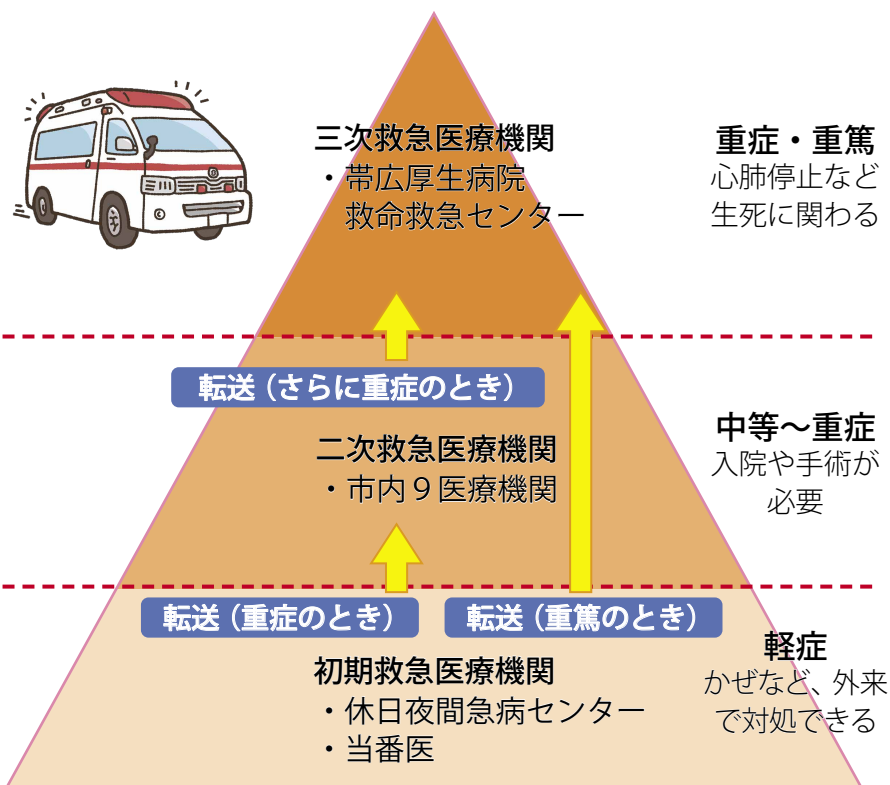 三次救急医療機関
・帯広厚生病院
救命救急センター
重症・重篤
心肺停止など
生死に関わる
転送（さらに重症のとき）
二次救急医療機関
・市内９医療機関
中等～重症
入院や手術が
必要
転送（重症のとき）
転送（重篤のとき）
初期救急医療機関
・休日夜間急病センター
・当番医
軽症
かぜなど、外来
で対処できる